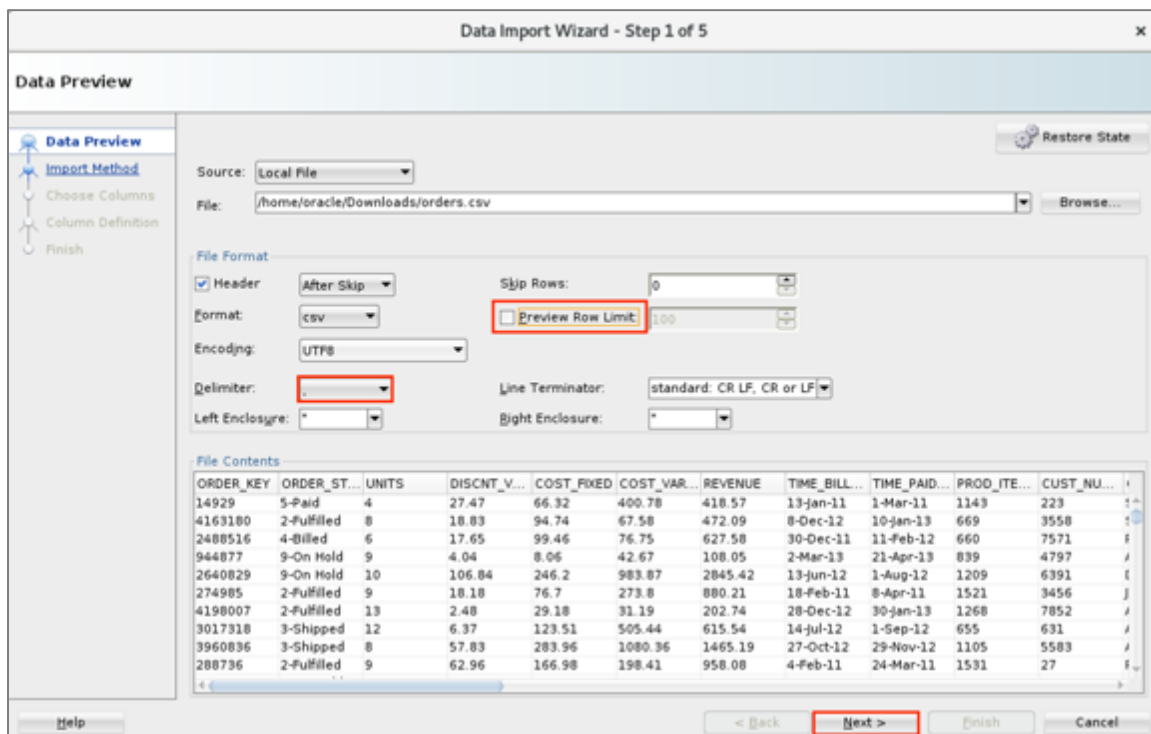 Data Import Wizard - Step 1 of 5
Data Preview
Data Preview
Import Method
Choose Columns
Column Definition
Finish
Restore State
Source: Local File
File: /home/oracle/Downloads/orders.csv Browse...
File Format
Header After Skip Skip Rows: 0
Format: csv Preview Row Limit: 100
Encoding: UTF8
Delimiter: , Line Terminator: standard: CR LF, CR or LF
Left Enclosure: " Right Enclosure: "
File Contents
ORDER_KEY ORDER_ST... UNITS DISCNT_V... COST_FIXED COST_VAR... REVENUE TIME_BILL... TIME_PAID... PROD_ITE... CUST_NU...
14929 5-Paid 4 27.47 66.32 400.78 418.57 13-Jan-11 1-Mar-11 1143 223
4163180 2-Fulfilled 8 18.83 94.74 67.58 472.09 8-Dec-12 10-Jan-13 669 3558
2488516 4-Billed 6 17.65 99.46 76.75 627.58 30-Dec-11 11-Feb-12 660 7571
944877 9-On Hold 9 4.04 8.06 42.67 108.05 2-Mar-13 21-Apr-13 839 4797
2640829 9-On Hold 10 106.84 246.2 983.87 2845.42 13-Jun-12 1-Aug-12 1209 6391
274985 2-Fulfilled 9 18.18 76.7 273.8 880.21 18-Feb-11 8-Apr-11 1521 3456
4198007 2-Fulfilled 13 2.48 29.18 31.19 202.74 28-Dec-12 30-Jan-13 1268 7852
3017318 3-Shipped 12 6.37 123.51 505.44 615.54 14-Jul-12 1-Sep-12 655 631
3960836 3-Shipped 8 57.83 283.96 1080.36 1465.19 27-Oct-12 29-Nov-12 1105 5583
288736 2-Fulfilled 9 62.96 166.98 198.41 958.08 4-Feb-11 24-Mar-11 1531 27
Help < Back Next > Finish Cancel